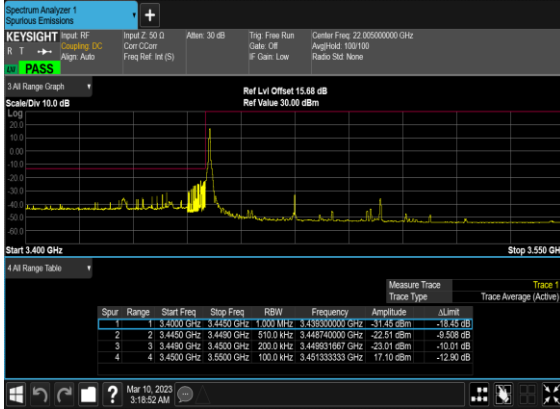 Spectrum Analyzer 1
Spurious Emissions
+
KEYSIGHT Input: RF Input Z: 50 Ω Atten: 30 dB Trig: Free Run Center Freq: 22.005000000 GHz
R T Coupling: DC Corr CCorr Gate: Off Avg|Hold: 100/100
Align: Auto Freq Ref: Int (S) IF Gain: Low Radio Std: None
PASS
3 All Range Graph
Ref Lvl Offset 15.68 dB
Scale/Div 10.0 dB Ref Value 30.00 dBm
Log
20.0
10.0
0.00
-10.0
-20.0
-30.0
-40.0
-50.0
-60.0
Start 3.400 GHz Stop 3.550 GH
4 All Range Table
Measure Trace Trace 1
Trace Type Trace Average (Active)
Spur Range Start Freq Stop Freq RBW Frequency Amplitude ΔLimit
1 1 3.4000 GHz 3.4450 GHz 1.000 MHz 3.439300000 GHz -31.45 dBm -18.45 dB
2 2 3.4450 GHz 3.4490 GHz 510.0 kHz 3.448740000 GHz -22.51 dBm -9.508 dB
3 3 3.4490 GHz 3.4500 GHz 200.0 kHz 3.449931667 GHz -23.01 dBm -10.01 dB
4 4 3.4500 GHz 3.5500 GHz 100.0 kHz 3.451333333 GHz 17.10 dBm -12.90 dB
? Mar 10, 2023
3:18:52 AM